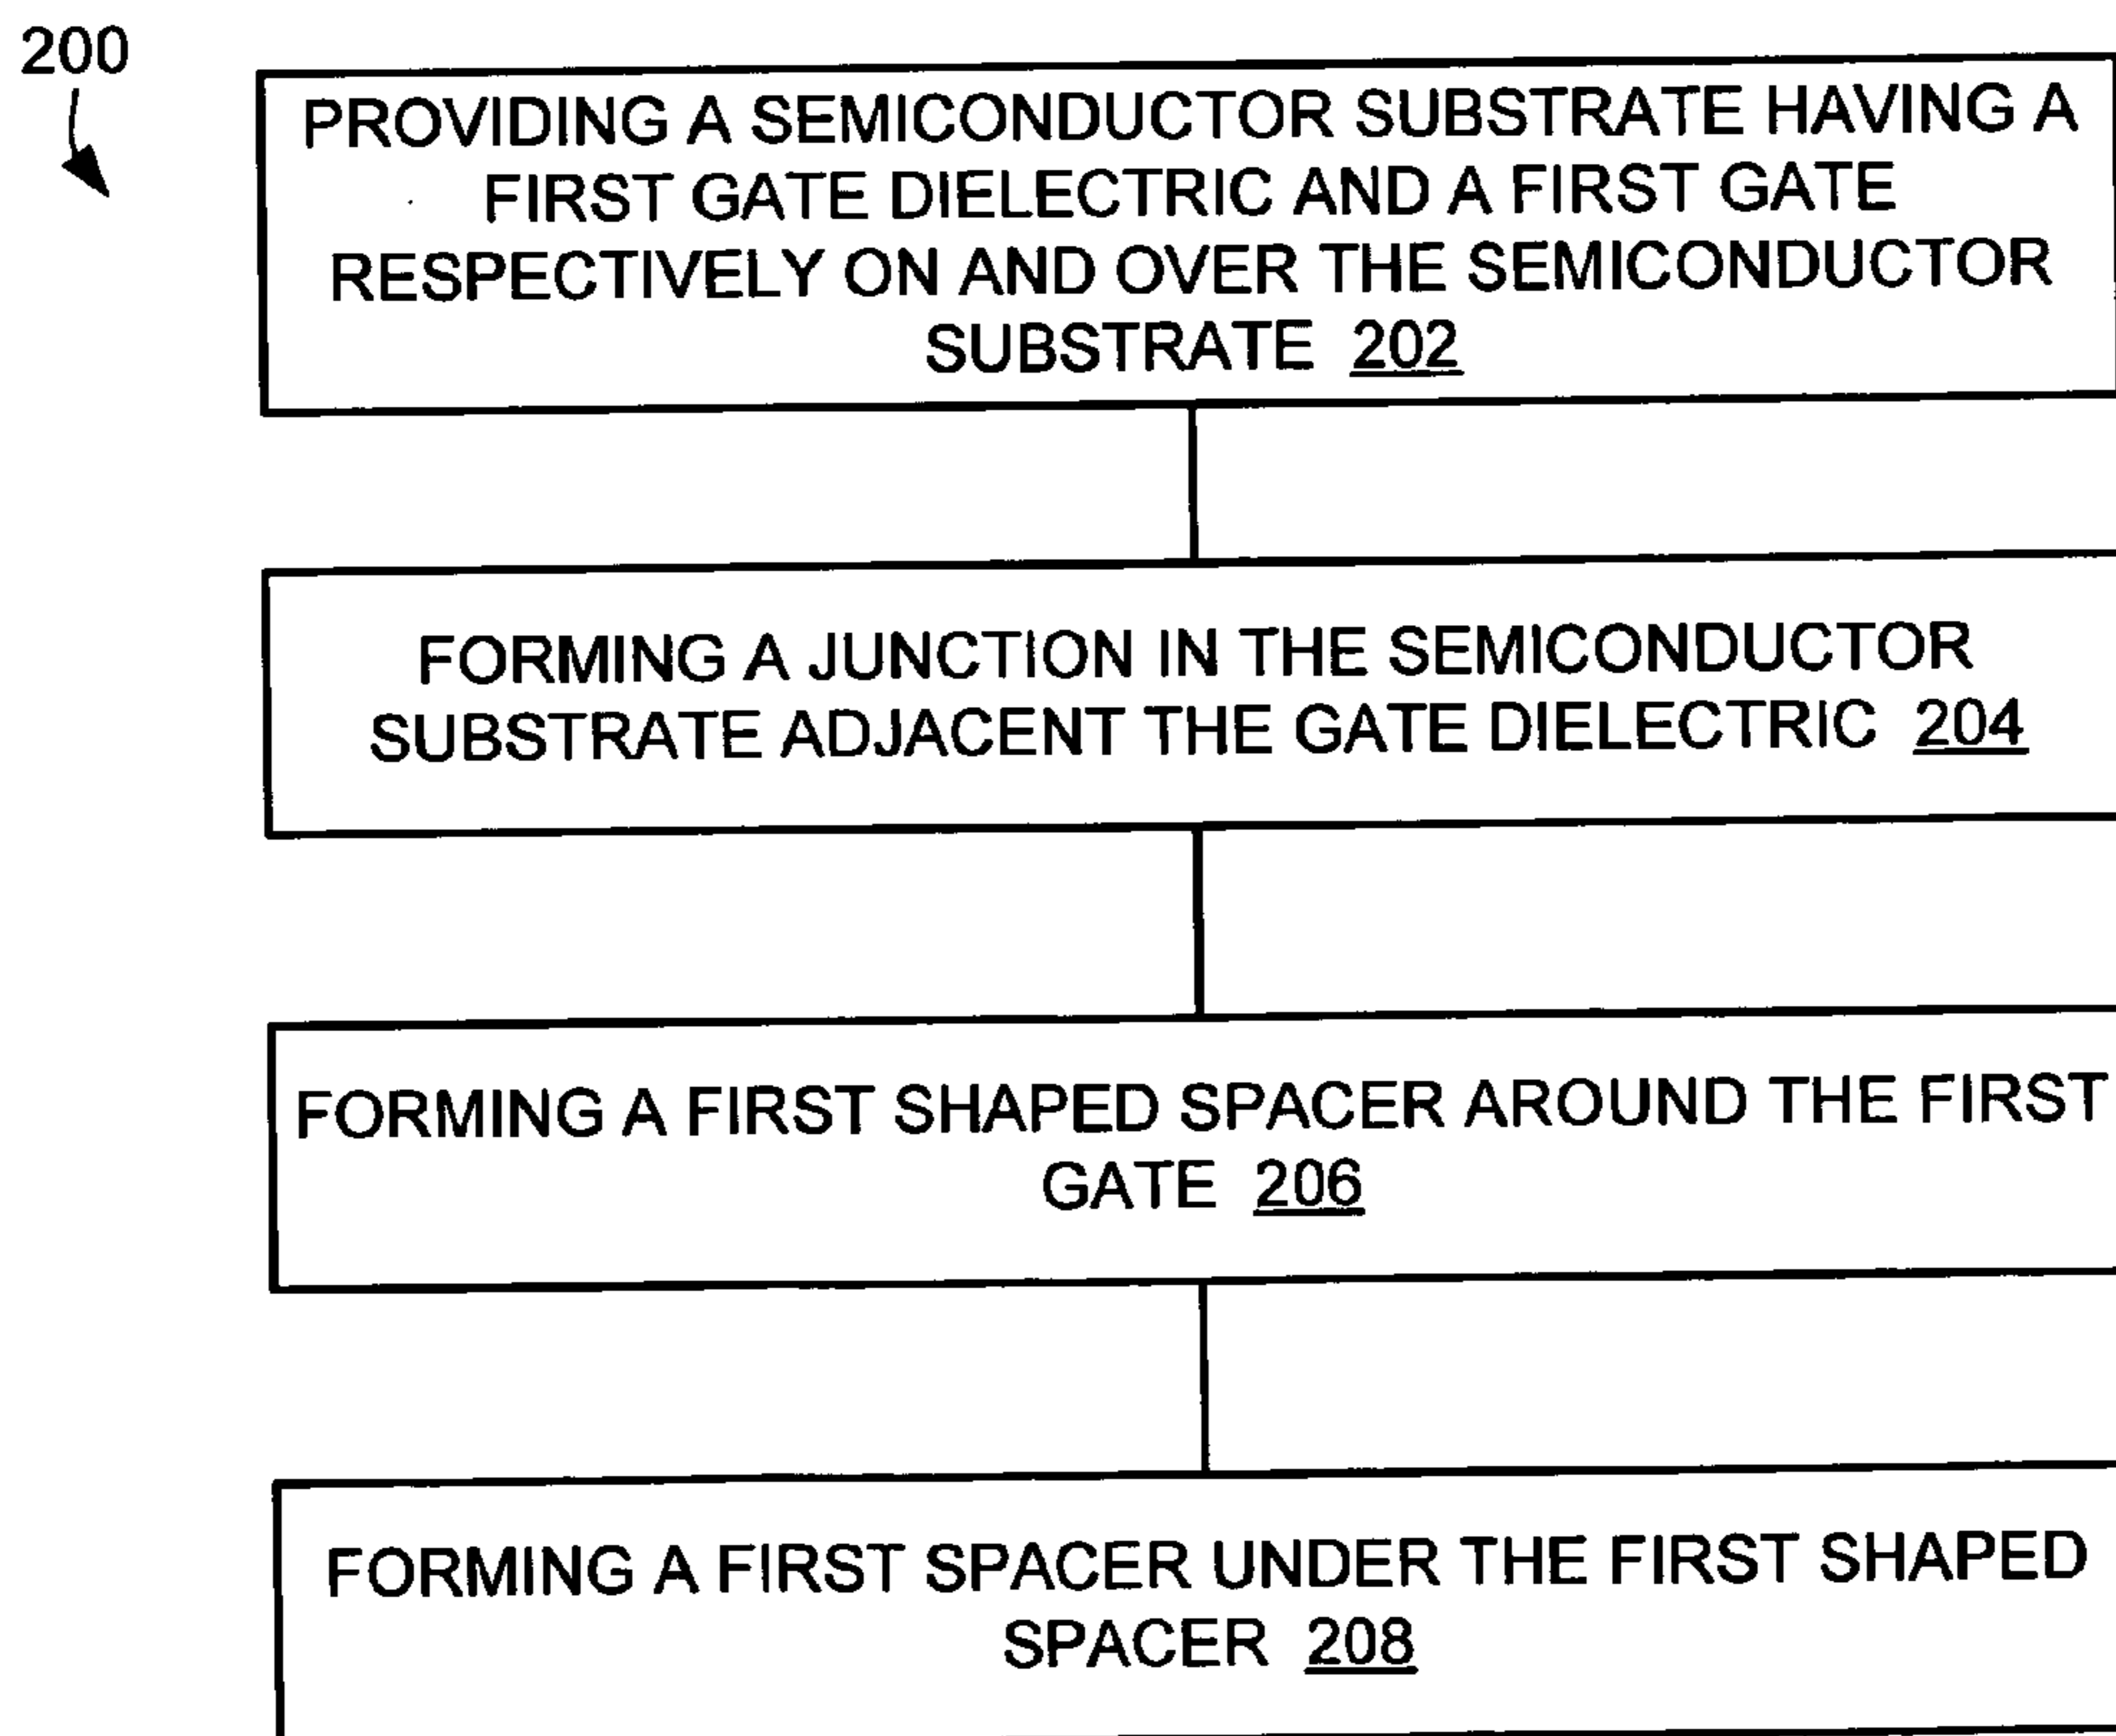 200
PROVIDING A SEMICONDUCTOR SUBSTRATE HAVING A
FIRST GATE DIELECTRIC AND A FIRST GATE
RESPECTIVELY ON AND OVER THE SEMICONDUCTOR
SUBSTRATE 202
FORMING A JUNCTION IN THE SEMICONDUCTOR
SUBSTRATE ADJACENT THE GATE DIELECTRIC 204
FORMING A FIRST SHAPED SPACER AROUND THE FIRST
GATE 206
FORMING A FIRST SPACER UNDER THE FIRST SHAPED
SPACER 208